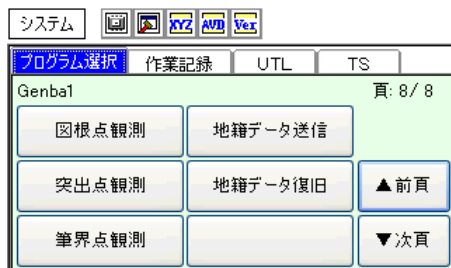 システム XYZ AVD Ver
プログラム選択 作業記録 UTL TS
Genba1 頁: 8/ 8
図根点観測 地籍データ送信
突出点観測 地籍データ復旧 ▲前頁
筆界点観測 ▼次頁